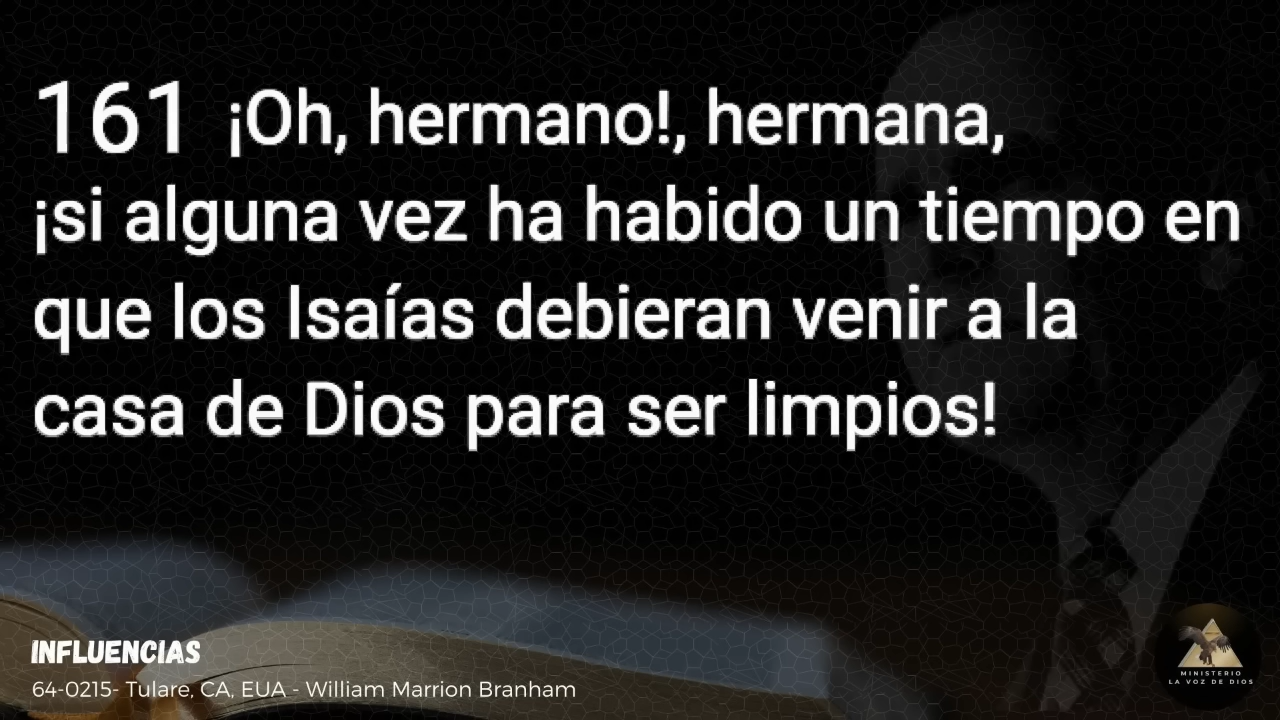 161 ¡Oh, hermano!, hermana,
¡si alguna vez ha habido un tiempo en
que los Isaías debieran venir a la
casa de Dios para ser limpios!
INFLUENCIAS
64-0215- Tulare, CA, EUA - William Marrion Branham
MINISTERIO
LA VOZ DE DIOS